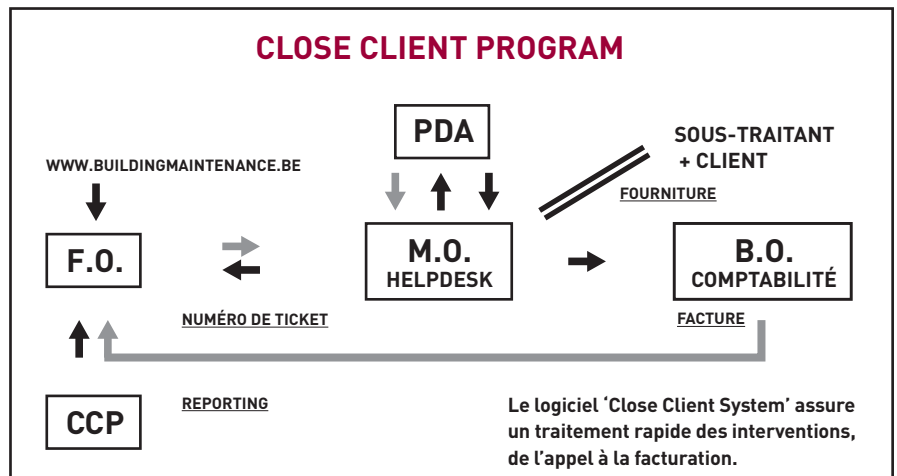 CLOSE CLIENT PROGRAM
PDA
SOUS-TRAITANT
+ CLIENT
WWW.BUILDINGMAINTENANCE.BE
FOURNITURE
F.O.
M.O.
HELPDESK
B.O.
COMPTABILITÉ
NUMÉRO DE TICKET
FACTURE
CCP
REPORTING
Le logiciel ‘Close Client System’ assure
un traitement rapide des interventions,
de l’appel à la facturation.